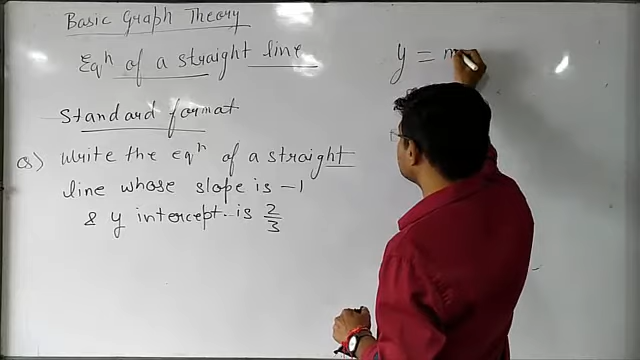 Basic Graph Theory
Eqⁿ of a straight line
Standard format
Q) Write the eqⁿ of a straight
line whose slope is -1
& y intercept is 2/3
y = m